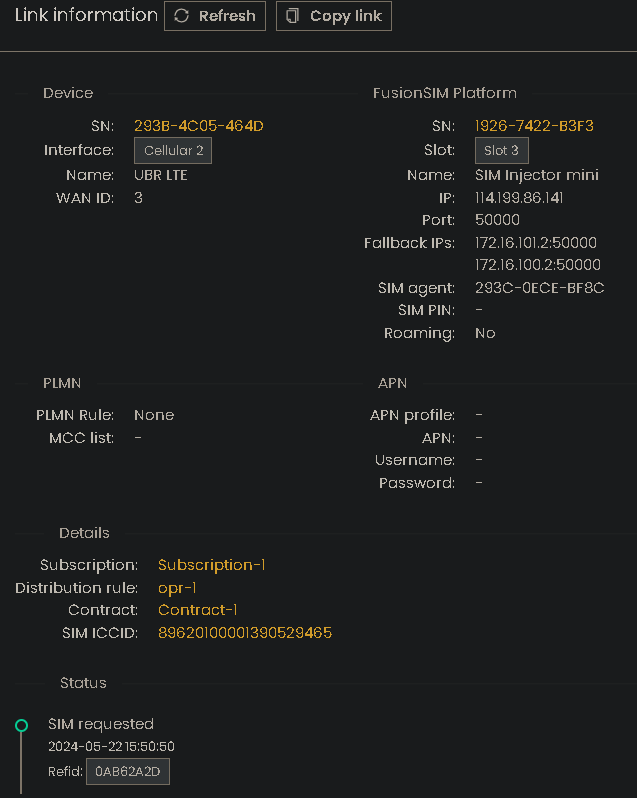 Link information Refresh Copy link
Device
SN: 293B-4C05-464D
Interface: Cellular 2
Name: UBR LTE
WAN ID: 3
FusionSIM Platform
SN: 1926-7422-B3F3
Slot: Slot 3
Name: SIM Injector mini
IP: 114.199.86.141
Port: 50000
Fallback IPs: 172.16.101.2:50000
172.16.100.2:50000
SIM agent: 293C-0ECE-BF8C
SIM PIN: -
Roaming: No
PLMN
PLMN Rule: None
MCC list: -
APN
APN profile: -
APN: -
Username: -
Password: -
Details
Subscription: Subscription-1
Distribution rule: opr-1
Contract: Contract-1
SIM ICCID: 89620100001390529465
Status
SIM requested
2024-05-22 15:50:50
Refid: 0AB62A2D